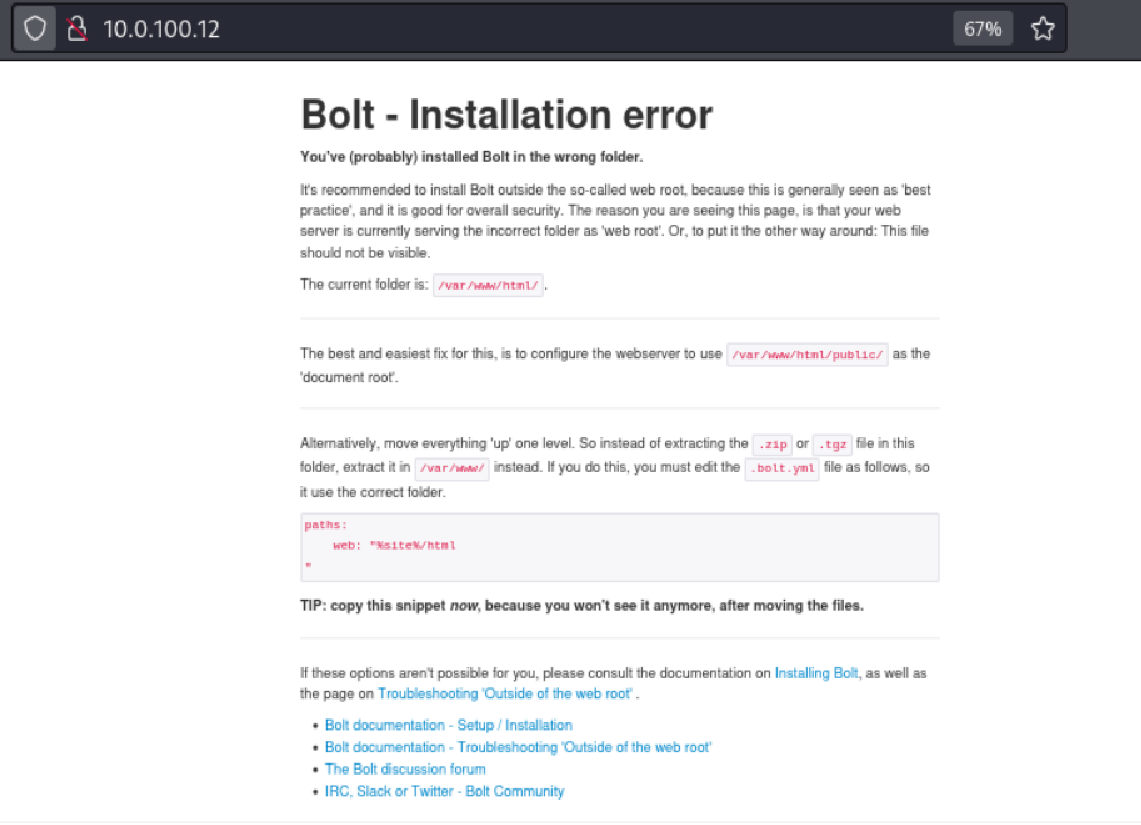 10.0.100.12
67%
Bolt - Installation error
You've (probably) installed Bolt in the wrong folder.
It's recommended to install Bolt outside the so-called web root, because this is generally seen as 'best
practice', and it is good for overall security. The reason you are seeing this page, is that your web
server is currently serving the incorrect folder as 'web root'. Or, to put it the other way around: This file
should not be visible.
The current folder is: /var/www/html/ .
The best and easiest fix for this, is to configure the webserver to use /var/www/html/public/ as the
'document root'.
Alternatively, move everything 'up' one level. So instead of extracting the .zip or .tgz file in this
folder, extract it in /var/www/ instead. If you do this, you must edit the .bolt.yml file as follows, so
it use the correct folder.
paths:
web: "%site%/html
"
TIP: copy this snippet now, because you won't see it anymore, after moving the files.
If these options aren't possible for you, please consult the documentation on Installing Bolt, as well as
the page on Troubleshooting 'Outside of the web root' .
• Bolt documentation - Setup / Installation
• Bolt documentation - Troubleshooting 'Outside of the web root'
• The Bolt discussion forum
• IRC, Slack or Twitter - Bolt Community